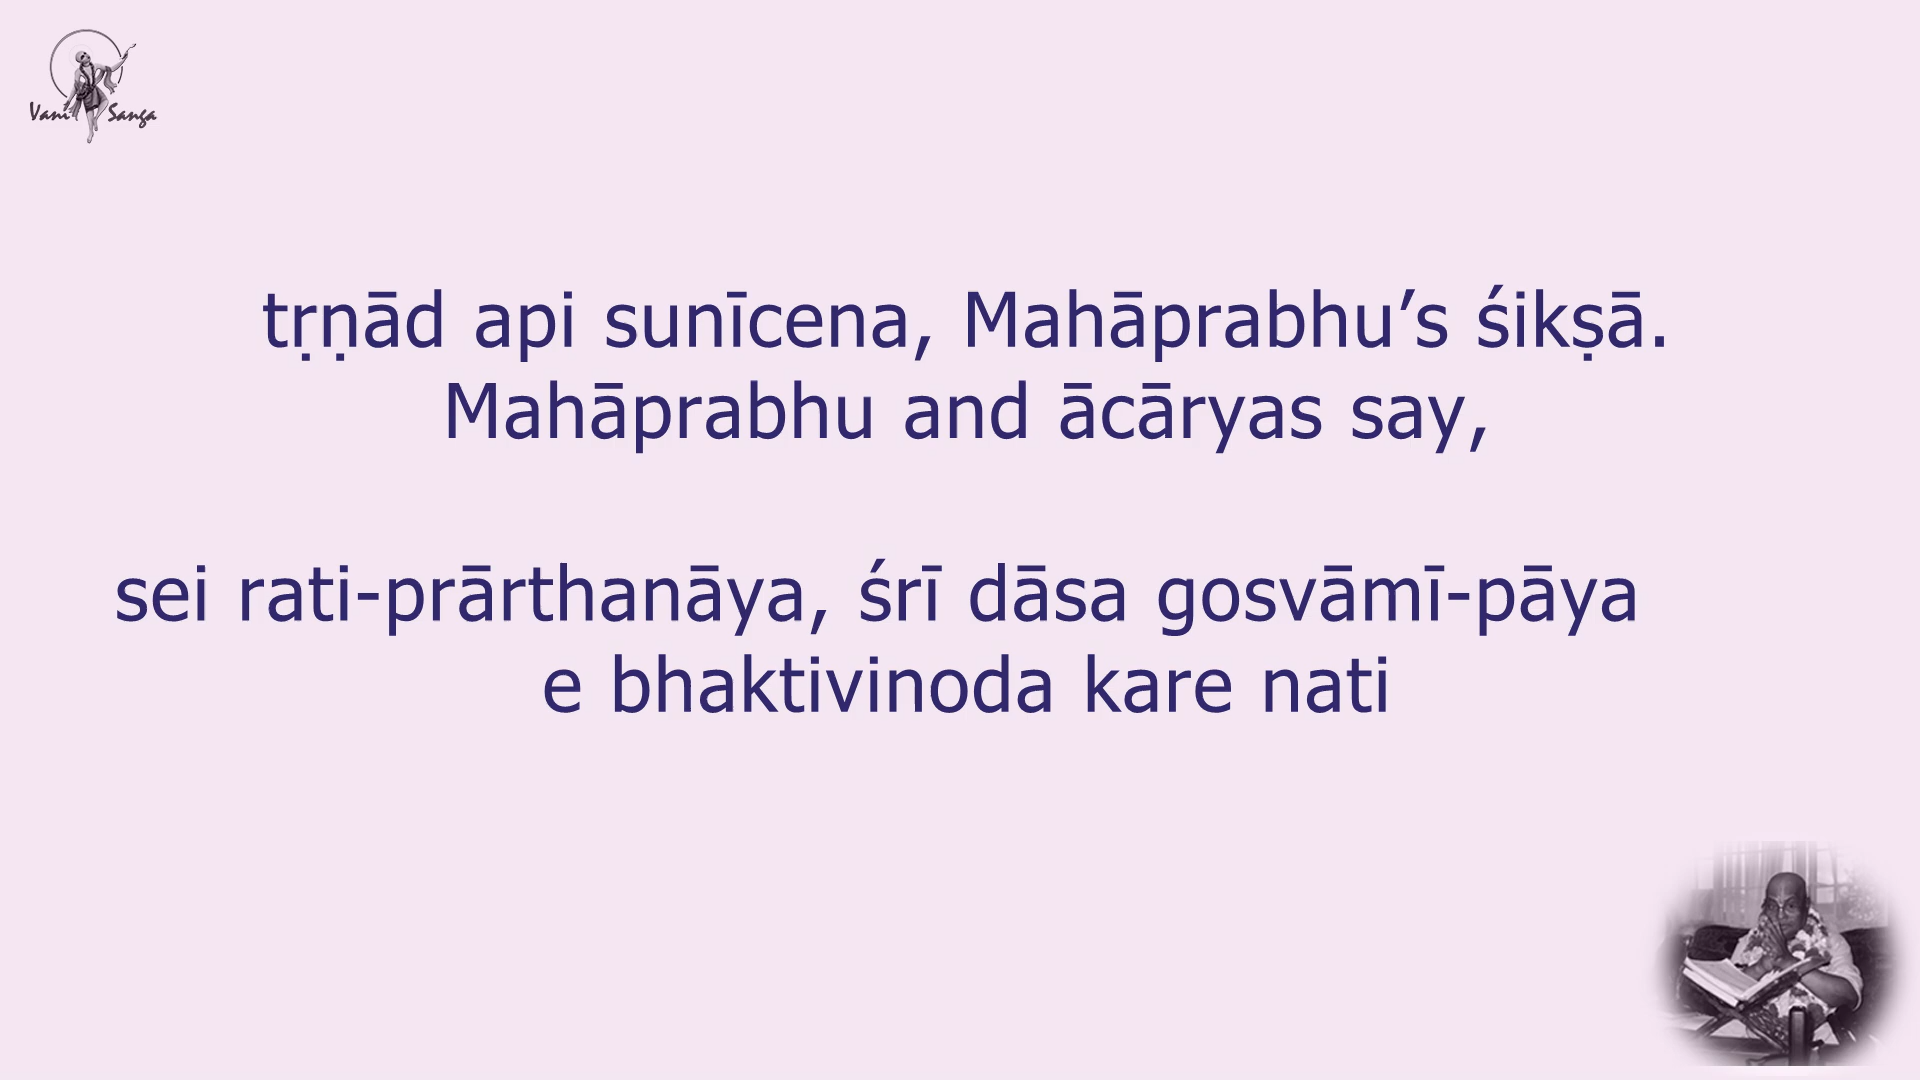 Vani Sanga
tṛṇād api sunīcena, Mahāprabhu’s śikṣā.
Mahāprabhu and ācāryas say,
sei rati-prārthanāya, śrī dāsa gosvāmī-pāya
e bhaktivinoda kare nati